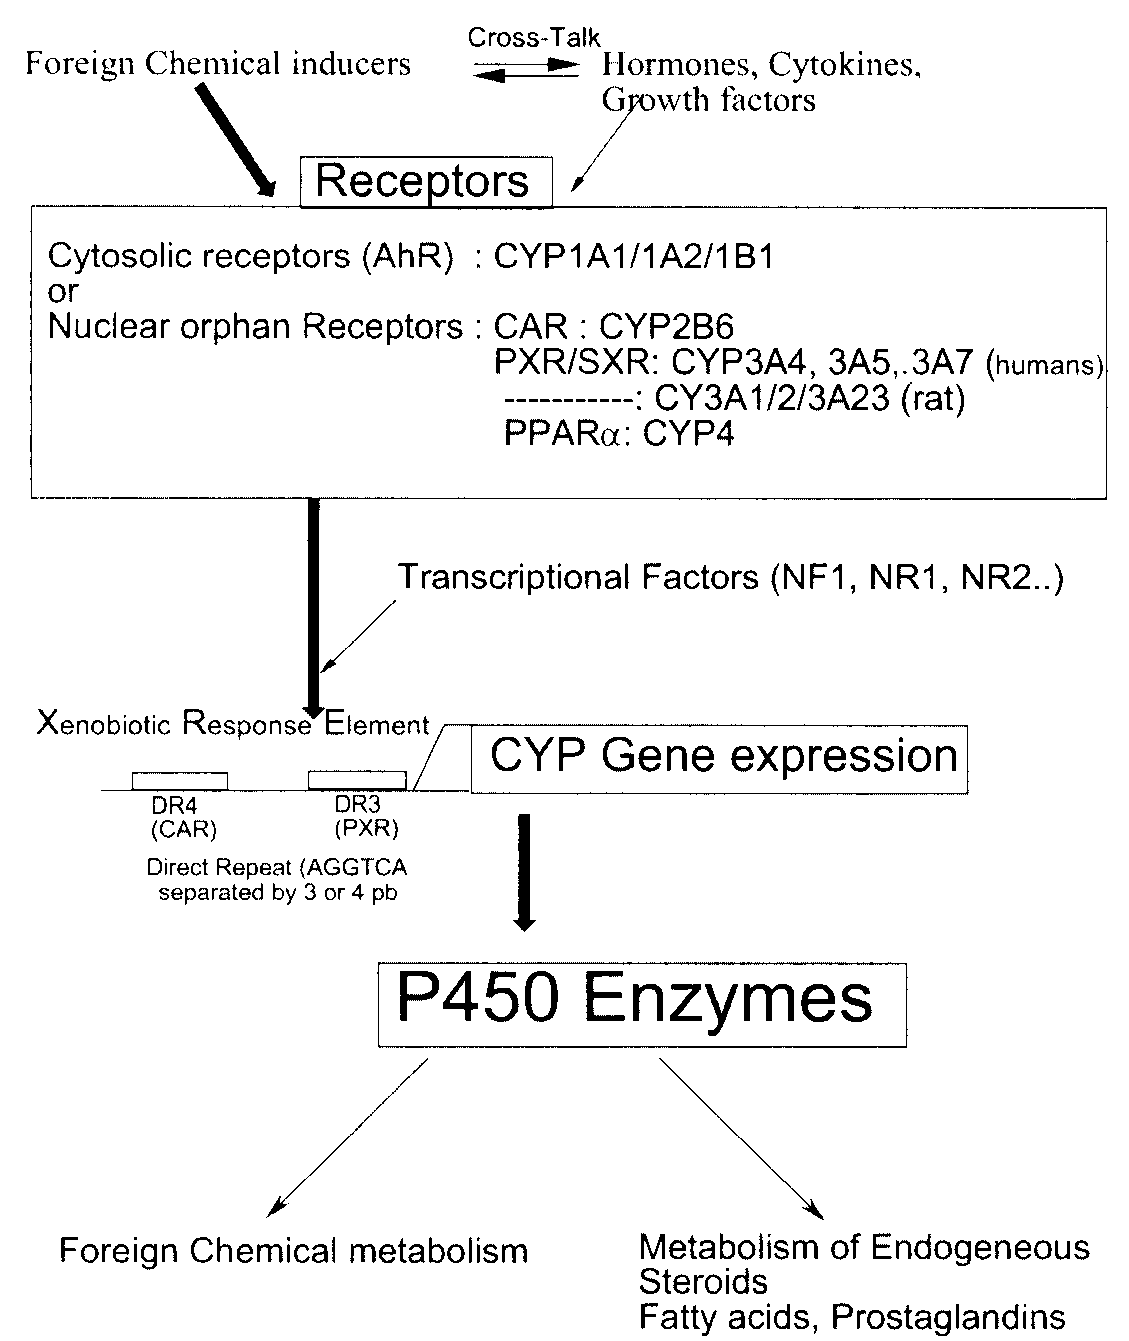 Cross-Talk
Foreign Chemical inducers
Hormones, Cytokines,
Growth factors
Receptors
Cytosolic receptors (AhR) : CYP1A1/1A2/1B1
or
Nuclear orphan Receptors : CAR : CYP2B6
PXR/SXR: CYP3A4, 3A5,.3A7 (humans)
-----------: CY3A1/2/3A23 (rat)
PPARα: CYP4
Transcriptional Factors (NF1, NR1, NR2..)
Xenobiotic Response Element
CYP Gene expression
DR4
(CAR)
DR3
(PXR)
Direct Repeat (AGGTCA
separated by 3 or 4 pb
P450 Enzymes
Foreign Chemical metabolism
Metabolism of Endogeneous
Steroids
Fatty acids, Prostaglandins